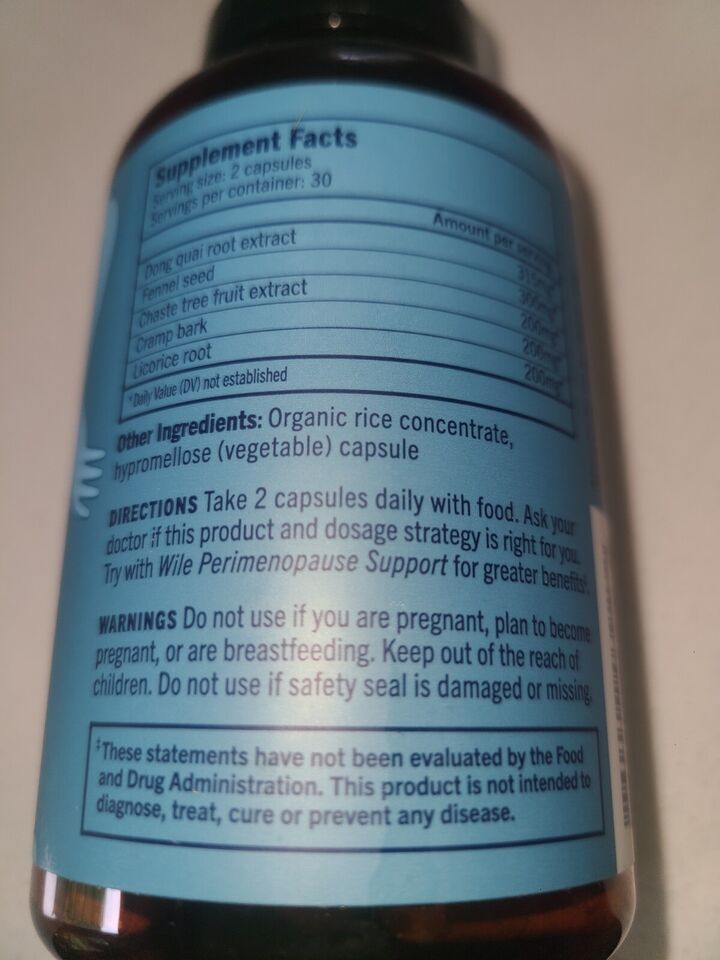 Supplement Facts
Serving size: 2 capsules
Servings per container: 30
Amount per serving
Dong quai root extract 315mg*
Fennel seed 300mg*
Chaste tree fruit extract 200mg*
Cramp bark 200mg*
Licorice root 200mg*
*Daily Value (DV) not established
Other Ingredients: Organic rice concentrate,
hypromellose (vegetable) capsule
DIRECTIONS Take 2 capsules daily with food. Ask your
doctor if this product and dosage strategy is right for you.
Try with Wile Perimenopause Support for greater benefits‡.
WARNINGS Do not use if you are pregnant, plan to become
pregnant, or are breastfeeding. Keep out of the reach of
children. Do not use if safety seal is damaged or missing.
‡These statements have not been evaluated by the Food
and Drug Administration. This product is not intended to
diagnose, treat, cure or prevent any disease.